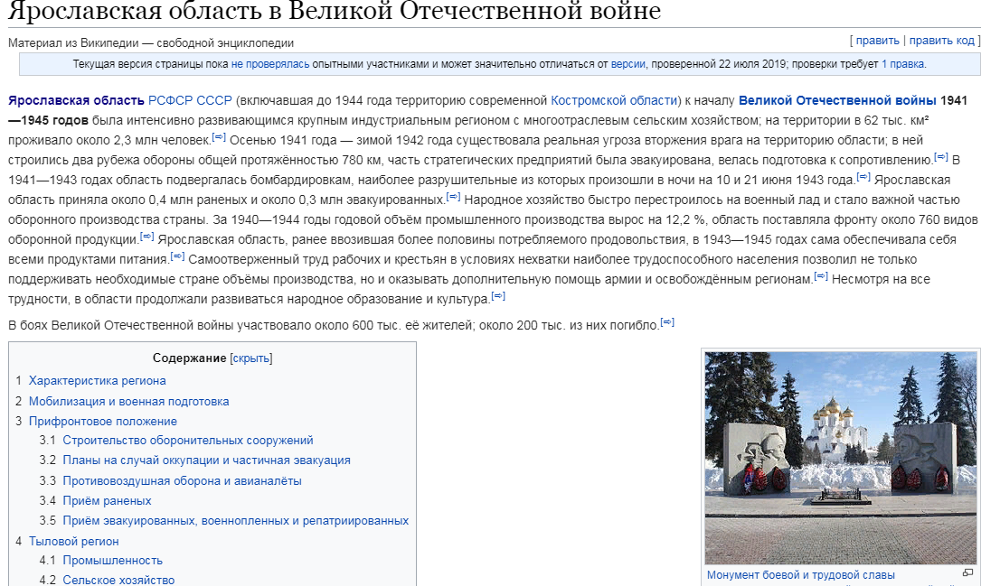 Ярославская область в Великой Отечественной войне
Материал из Википедии — свободной энциклопедии
[ править | править код ]
Текущая версия страницы пока не проверялась опытными участниками и может значительно отличаться от версии, проверенной 22 июля 2019; проверки требует 1 правка.
Ярославская область РСФСР СССР (включавшая до 1944 года территорию современной Костромской области) к началу Великой Отечественной войны 1941
—1945 годов была интенсивно развивающимся крупным индустриальным регионом с многоотраслевым сельским хозяйством; на территории в 62 тыс. км²
проживало около 2,3 млн человек.[⇨] Осенью 1941 года — зимой 1942 года существовала реальная угроза вторжения врага на территорию области; в ней
строились два рубежа обороны общей протяжённостью 780 км, часть стратегических предприятий была эвакуирована, велась подготовка к сопротивлению.[⇨] В
1941—1943 годах область подвергалась бомбардировкам, наиболее разрушительные из которых произошли в ночи на 10 и 21 июня 1943 года.[⇨] Ярославская
область приняла около 0,4 млн раненых и около 0,3 млн эвакуированных.[⇨] Народное хозяйство быстро перестроилось на военный лад и стало важной частью
оборонного производства страны. За 1940—1944 годы годовой объём промышленного производства вырос на 12,2 %, область поставляла фронту около 760 видов
оборонной продукции.[⇨] Ярославская область, ранее ввозившая более половины потребляемого продовольствия, в 1943—1945 годах сама обеспечивала себя
всеми продуктами питания.[⇨] Самоотверженный труд рабочих и крестьян в условиях нехватки наиболее трудоспособного населения позволил не только
поддерживать необходимые стране объёмы производства, но и оказывать дополнительную помощь армии и освобождённым регионам.[⇨] Несмотря на все
трудности, в области продолжали развиваться народное образование и культура.[⇨]
В боях Великой Отечественной войны участвовало около 600 тыс. её жителей; около 200 тыс. из них погибло.[⇨]
Содержание [скрыть]
1 Характеристика региона
2 Мобилизация и военная подготовка
3 Прифронтовое положение
3.1 Строительство оборонительных сооружений
3.2 Планы на случай оккупации и частичная эвакуация
3.3 Противовоздушная оборона и авианалёты
3.4 Приём раненых
3.5 Приём эвакуированных, военнопленных и репатриированных
4 Тыловой регион
4.1 Промышленность
4.2 Сельское хозяйство
Монумент боевой и трудовой славы